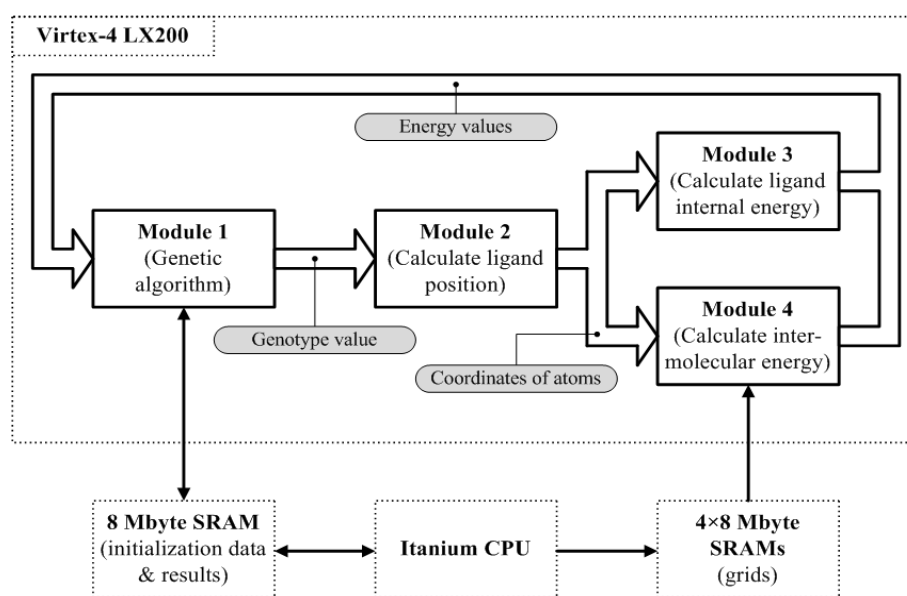 Virtex-4 LX200
Energy values
Module 3
(Calculate ligand
internal energy)
Module 1
(Genetic
algorithm)
Module 2
(Calculate ligand
position)
Module 4
(Calculate inter-
molecular energy)
Genotype value
Coordinates of atoms
8 Mbyte SRAM
(initialization data
& results)
Itanium CPU
4×8 Mbyte
SRAMs
(grids)